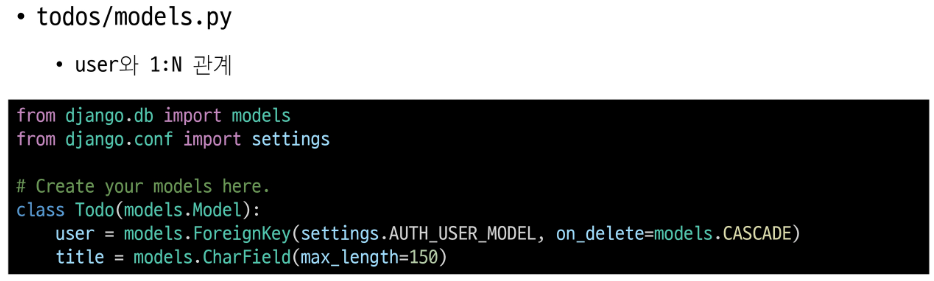 • todos/models.py
• user와 1:N 관계
from django.db import models
from django.conf import settings
# Create your models here.
class Todo(models.Model):
    user = models.ForeignKey(settings.AUTH_USER_MODEL, on_delete=models.CASCADE)
    title = models.CharField(max_length=150)